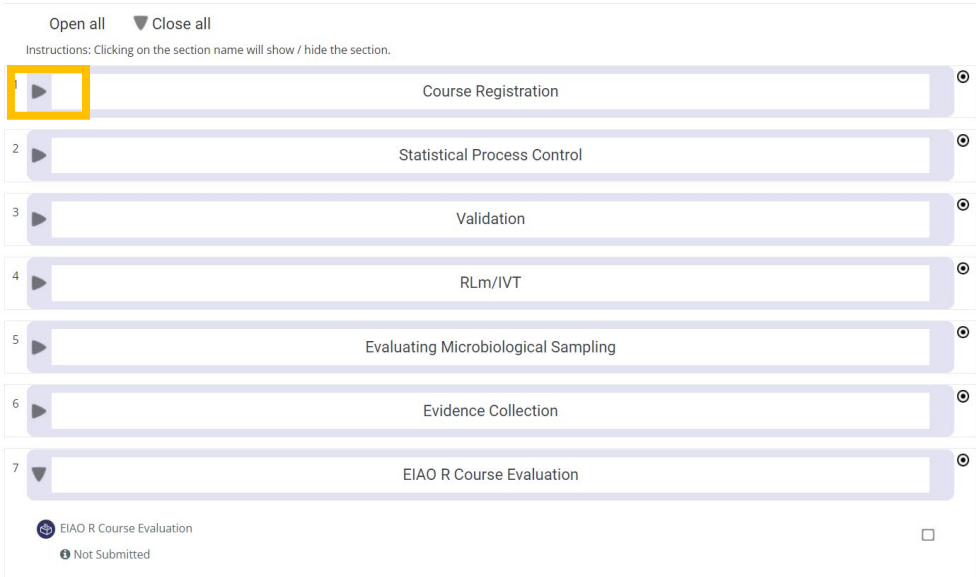 Open all Close all
Instructions: Clicking on the section name will show / hide the section.
1 Course Registration
2 Statistical Process Control
3 Validation
4 RLm/IVT
5 Evaluating Microbiological Sampling
6 Evidence Collection
7 EIAO R Course Evaluation
EIAO R Course Evaluation
Not Submitted